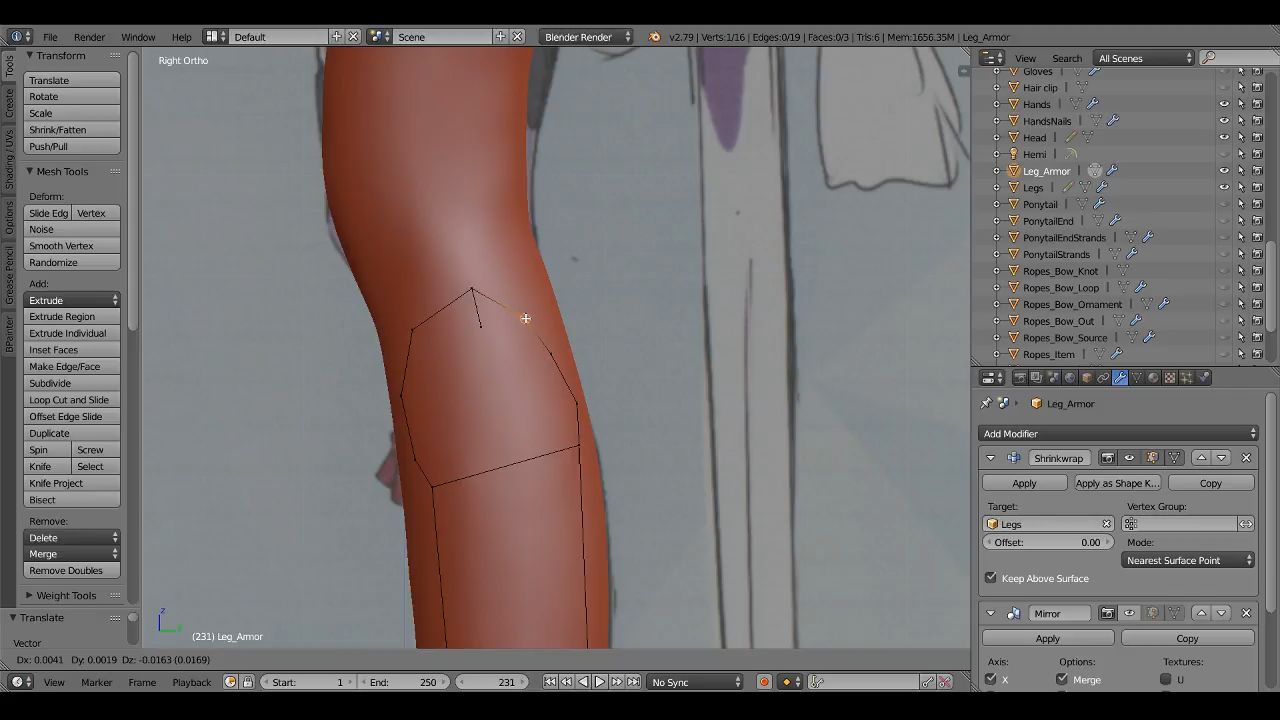 File Render Window Help Default Scene Blender Render v2.79 | Verts:1/16 | Edges:0/19 | Faces:0/3 | Tris:6 | Mem:1656.35M | Leg_Armor
Transform
Translate
Rotate
Scale
Shrink/Fatten
Push/Pull
Mesh Tools
Deform:
Slide Edg Vertex
Noise
Smooth Vertex
Randomize
Add:
Extrude
Extrude Region
Extrude Individual
Inset Faces
Make Edge/Face
Subdivide
Loop Cut and Slide
Offset Edge Slide
Duplicate
Spin Screw
Knife Select
Knife Project
Bisect
Remove:
Delete
Merge
Remove Doubles
Weight Tools
Translate
Vector
Tools
Create
Shading / UVs
Options
Grease Pencil
BPainter
Right Ortho
z
(231) Leg_Armor
Dx: 0.0041 Dy: 0.0019 Dz: -0.0163 (0.0169)
View Search All Scenes
Gloves
Hair clip
Hands
HandsNails
Head
Hemi
Leg_Armor
Legs
Ponytail
PonytailEnd
PonytailEndStrands
PonytailStrands
Ropes_Bow_Knot
Ropes_Bow_Loop
Ropes_Bow_Ornament
Ropes_Bow_Out
Ropes_Bow_Source
Ropes_Item
Leg_Armor
Add Modifier
Shrinkwrap
Apply Apply as Shape K... Copy
Target: Vertex Group:
Legs
Offset: 0.00 Mode:
Nearest Surface Point
Keep Above Surface
Mirror
Apply Copy
Axis: Options: Textures:
X Merge U
View Marker Frame Playback Start: 1 End: 250 231 No Sync